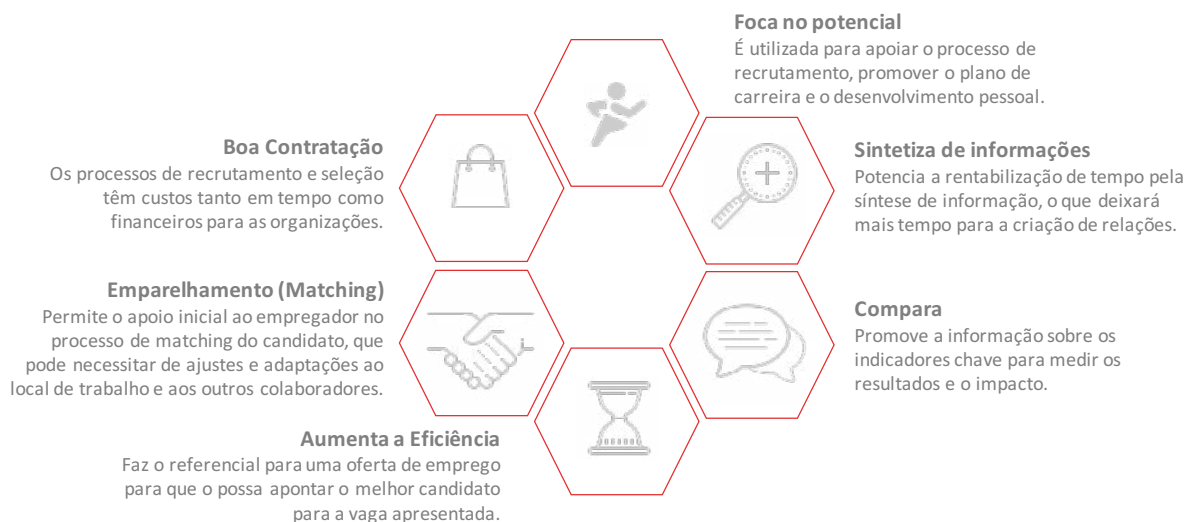 Foca no potencial
É utilizada para apoiar o processo de
recrutamento, promover o plano de
carreira e o desenvolvimento pessoal.
Boa Contratação
Os processos de recrutamento e seleção
têm custos tanto em tempo como
financeiros para as organizações.
Sintetiza de informações
Potencia a rentabilização de tempo pela
síntese de informação, o que deixará
mais tempo para a criação de relações.
Emparelhamento (Matching)
Permite o apoio inicial ao empregador no
processo de matching do candidato, que
pode necessitar de ajustes e adaptações ao
local de trabalho e aos outros colaboradores.
Compara
Promove a informação sobre os
indicadores chave para medir os
resultados e o impacto.
Aumenta a Eficiência
Faz o referencial para uma oferta de emprego
para que o possa apontar o melhor candidato
para a vaga apresentada.